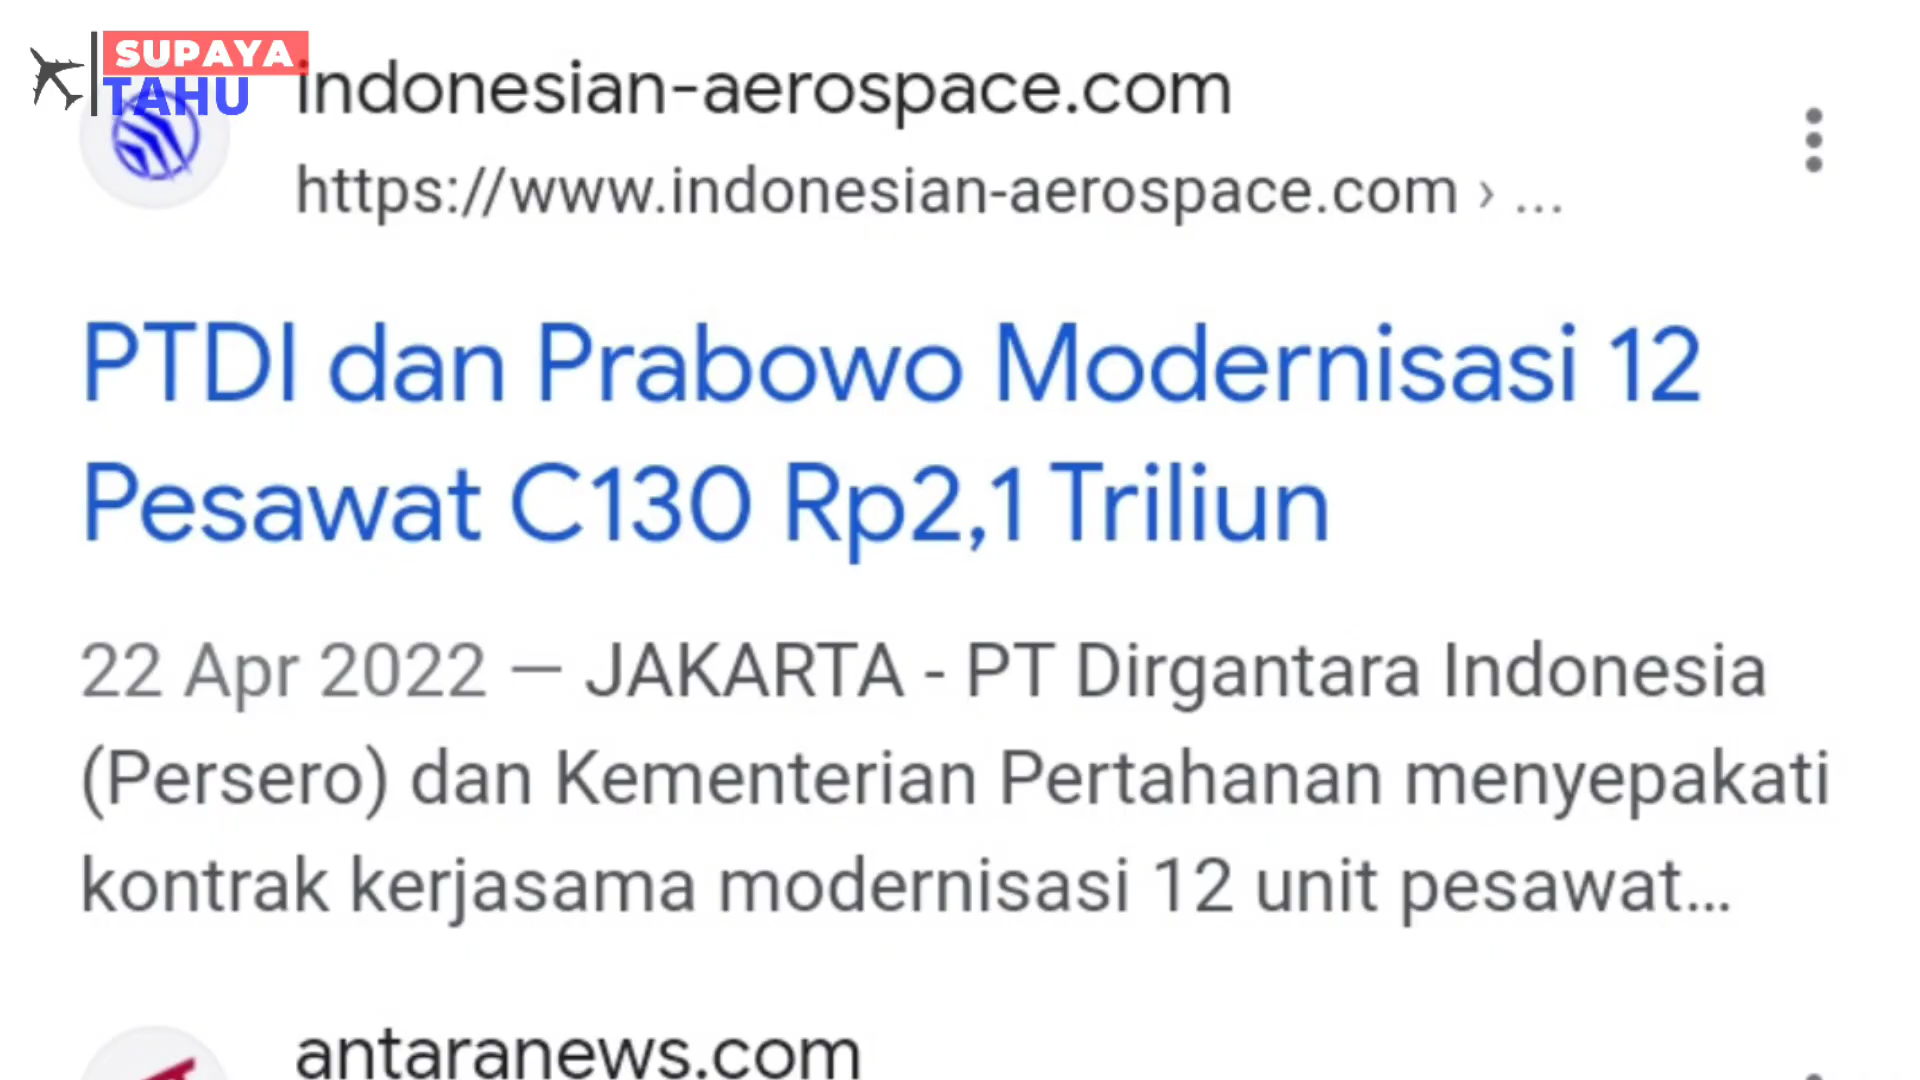 SUPAYA
TAHU
indonesian-aerospace.com
https://www.indonesian-aerospace.com › ...
PTDI dan Prabowo Modernisasi 12
Pesawat C130 Rp2,1 Triliun
22 Apr 2022 — JAKARTA - PT Dirgantara Indonesia
(Persero) dan Kementerian Pertahanan menyepakati
kontrak kerjasama modernisasi 12 unit pesawat...
antaranews.com